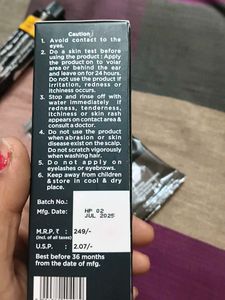 Caution
1. Avoid contact to the
eyes.
2. Do a skin test before
using the product : Apply
the product on to volar
area or behind the ear
and leave on for 24 hours.
Do not use the product
if irritation, redness or
itchiness occurs.
3. Stop and rinse off with
water immediately if
redness, tenderness,
itchiness or skin rash
appears on contact area &
consult a doctor.
4. Do not use the product
when abrasion or skin
disease exist on the scalp.
Do not scratch vigorously
when washing hair.
5. Do not apply on
eyelashes or eyebrows.
6. Keep away from children
& store in cool & dry
place.
Batch No.:
Mfg. Date:
HP 02
JUL 2025
M.R.P. ₹ : 249/-
(Incl. of all taxes)
U.S.P. : 2.07/-
Best before 36 months
from the date of mfg.